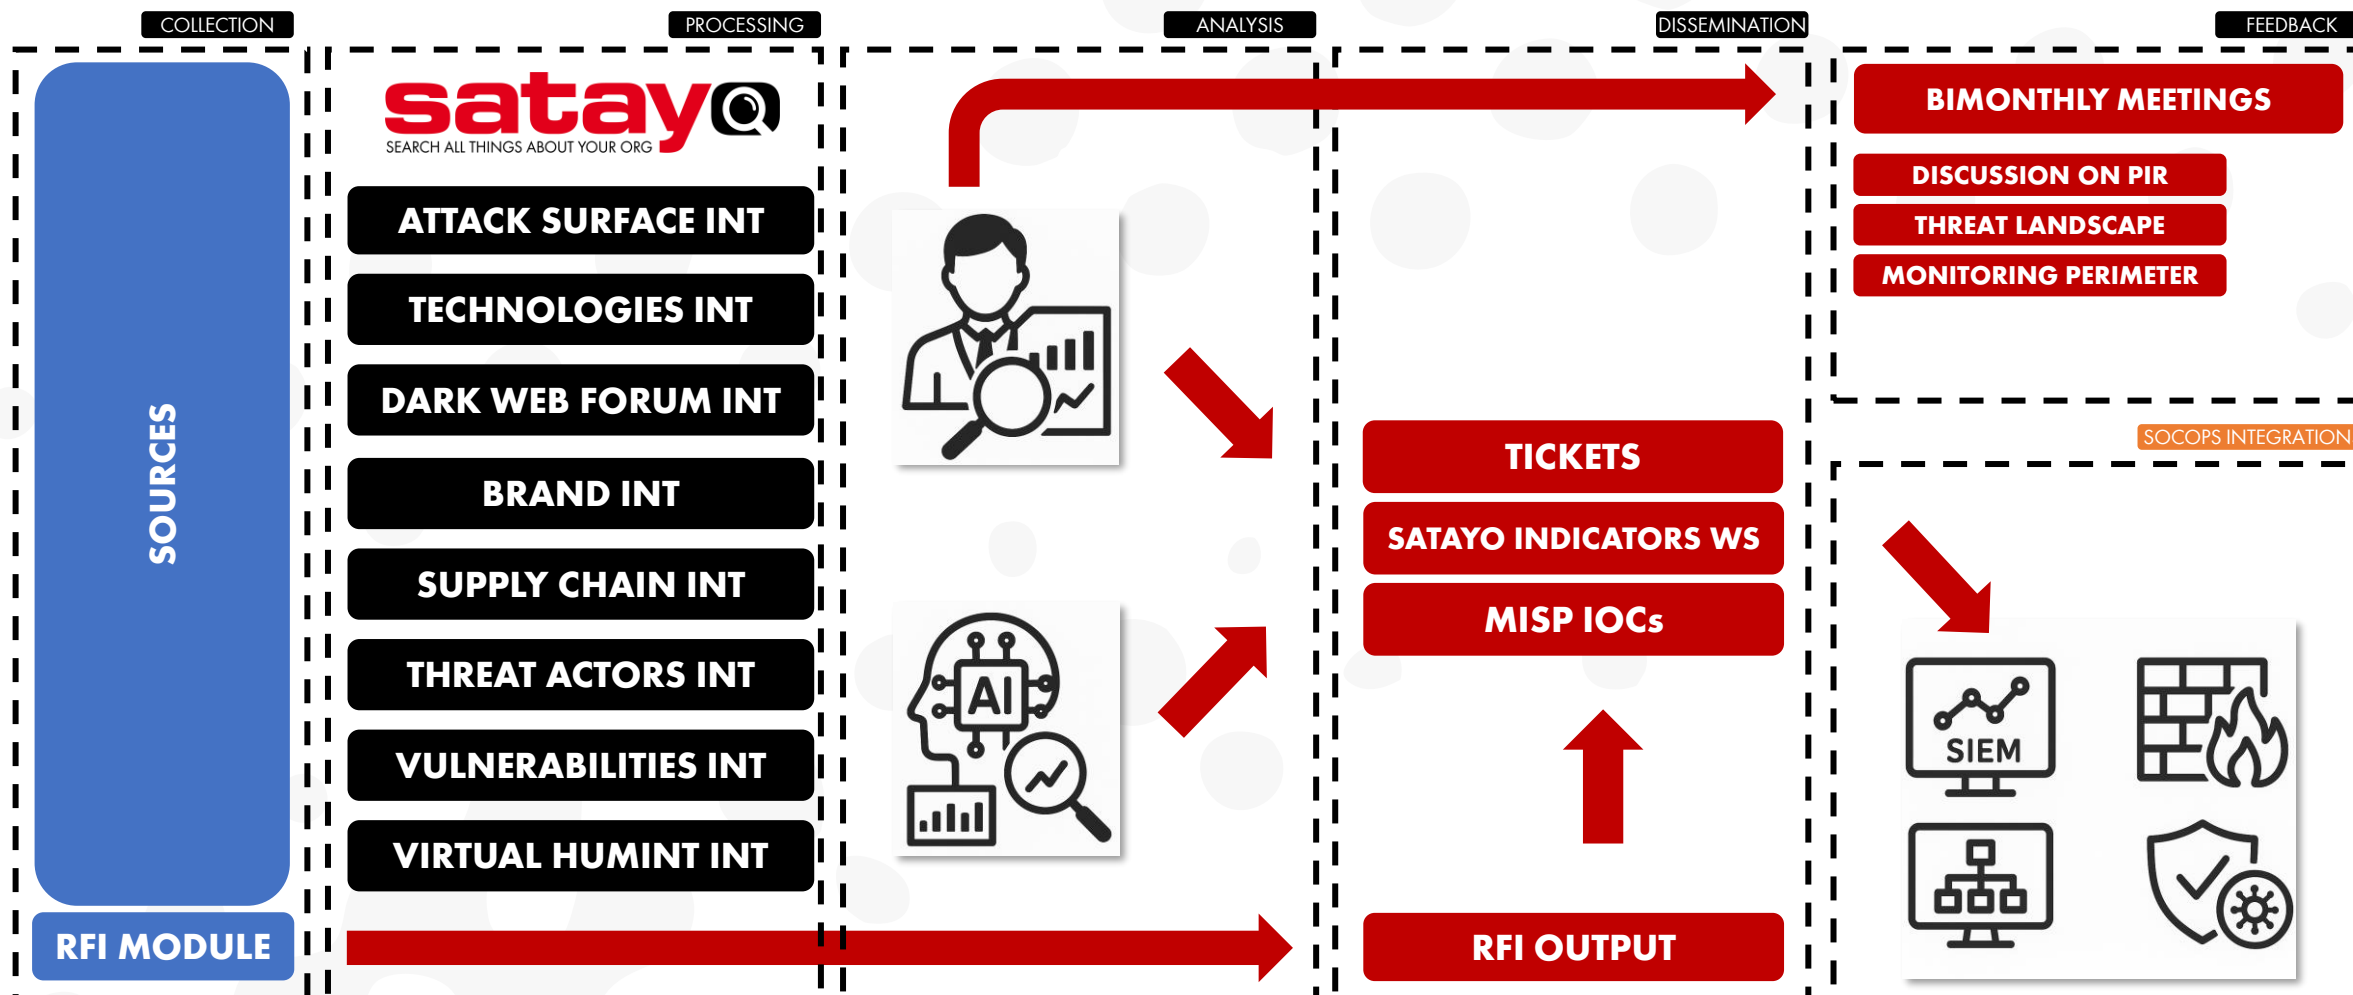 COLLECTION
PROCESSING
ANALYSIS
DISSEMINATION
FEEDBACK
SOURCES
RFI MODULE
satayo
SEARCH ALL THINGS ABOUT YOUR ORG
ATTACK SURFACE INT
TECHNOLOGIES INT
DARK WEB FORUM INT
BRAND INT
SUPPLY CHAIN INT
THREAT ACTORS INT
VULNERABILITIES INT
VIRTUAL HUMINT INT
AI
TICKETS
SATAYO INDICATORS WS
MISP IOCs
RFI OUTPUT
BIMONTHLY MEETINGS
DISCUSSION ON PIR
THREAT LANDSCAPE
MONITORING PERIMETER
SOCOPS INTEGRATION
SIEM